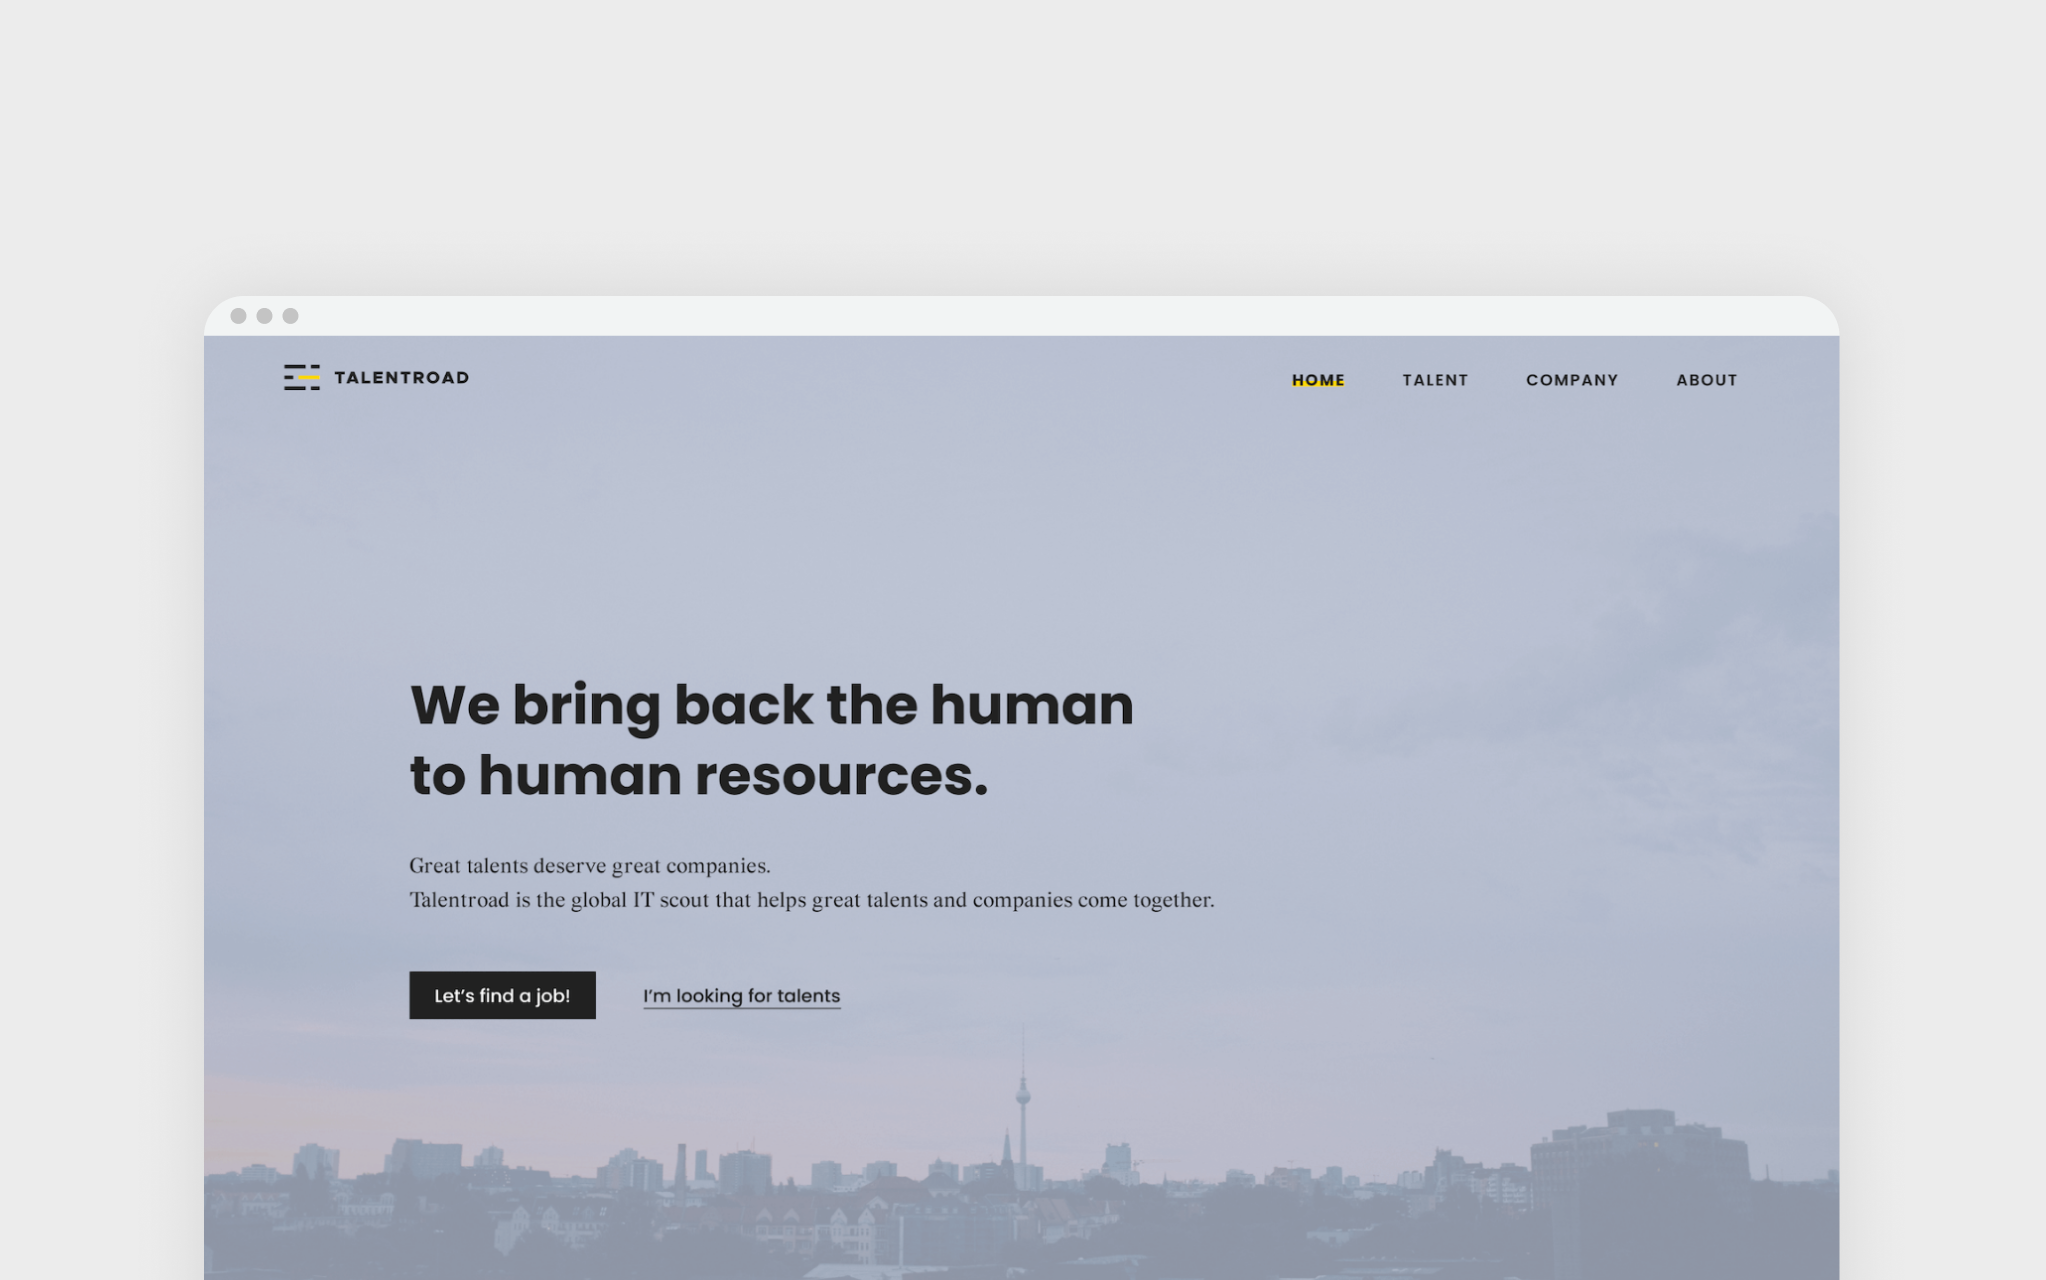 TALENTROAD
HOME TALENT COMPANY ABOUT
We bring back the human
to human resources.
Great talents deserve great companies.
Talentroad is the global IT scout that helps great talents and companies come together.
Let’s find a job! I’m looking for talents